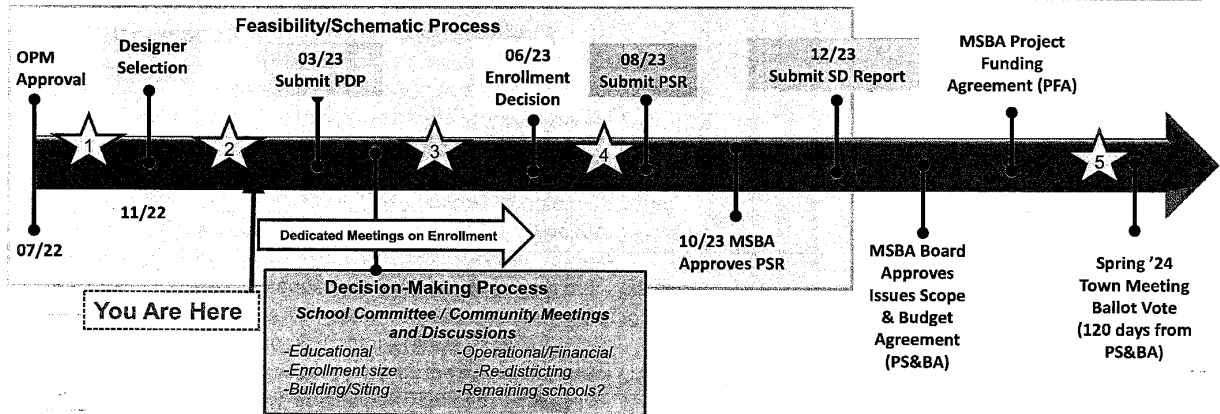 Feasibility/Schematic Process
OPM
Approval
Designer
Selection
03/23
Submit PDP
06/23
Enrollment
Decision
08/23
Submit PSR
12/23
Submit SD Report
MSBA Project
Funding
Agreement (PFA)
1
2
3
4
5
07/22
11/22
You Are Here
Dedicated Meetings on Enrollment
Decision-Making Process
School Committee / Community Meetings
and Discussions
-Educational
-Enrollment size
-Building/Siting
-Operational/Financial
-Re-districting
-Remaining schools?
10/23 MSBA
Approves PSR
MSBA Board
Approves
Issues Scope
& Budget
Agreement
(PS&BA)
Spring '24
Town Meeting
Ballot Vote
(120 days from
PS&BA)